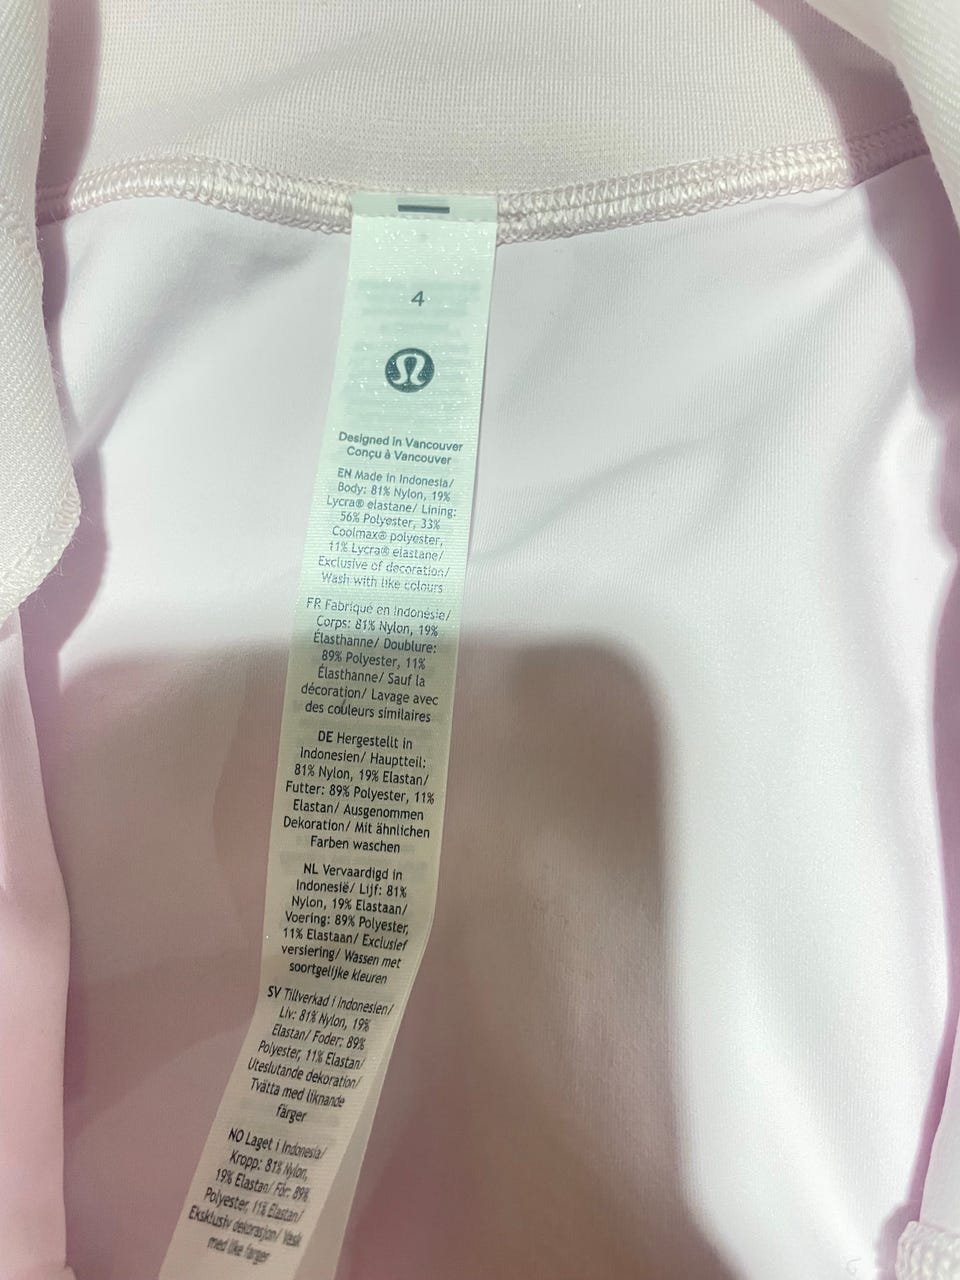 4
Designed in Vancouver
Conçu à Vancouver
EN Made in Indonesia/
Body: 81% Nylon, 19%
Lycra® elastane/ Lining:
56% Polyester, 33%
Coolmax® polyester,
11% Lycra® elastane/
Exclusive of decoration/
Wash with like colours
FR Fabriqué en Indonésie/
Corps: 81% Nylon, 19%
Élasthanne/ Doublure:
89% Polyester, 11%
Élasthanne/ Sauf la
décoration/ Lavage avec
des couleurs similaires
DE Hergestellt in
Indonesien/ Hauptteil:
81% Nylon, 19% Elastan/
Futter: 89% Polyester, 11%
Elastan/ Ausgenommen
Dekoration/ Mit ähnlichen
Farben waschen
NL Vervaardigd in
Indonesië/ Lijf: 81%
Nylon, 19% Elastaan/
Voering: 89% Polyester,
11% Elastaan/ Exclusief
versiering/ Wassen met
soortgelijke kleuren
SV Tillverkad i Indonesien/
Liv: 81% Nylon, 19%
Elastan/ Foder: 89%
Polyester, 11% Elastan/
Uteslutande dekoration/
Tvätta med liknande
färger
NO Laget i Indonesia/
Kropp: 81% Nylon,
19% Elastan/ Fôr: 89%
Polyester, 11% Elastan/
Eksklusiv dekorasjon/ Vask
med like farger